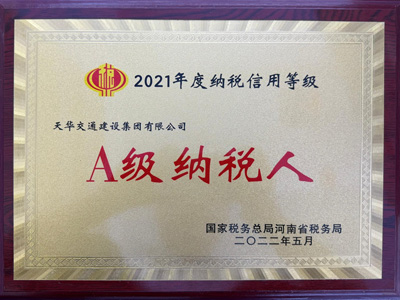 2021年度纳税信用等级
天华交通建设集团有限公司
A级纳税人
国家税务总局河南省税务局
二〇二二年五月